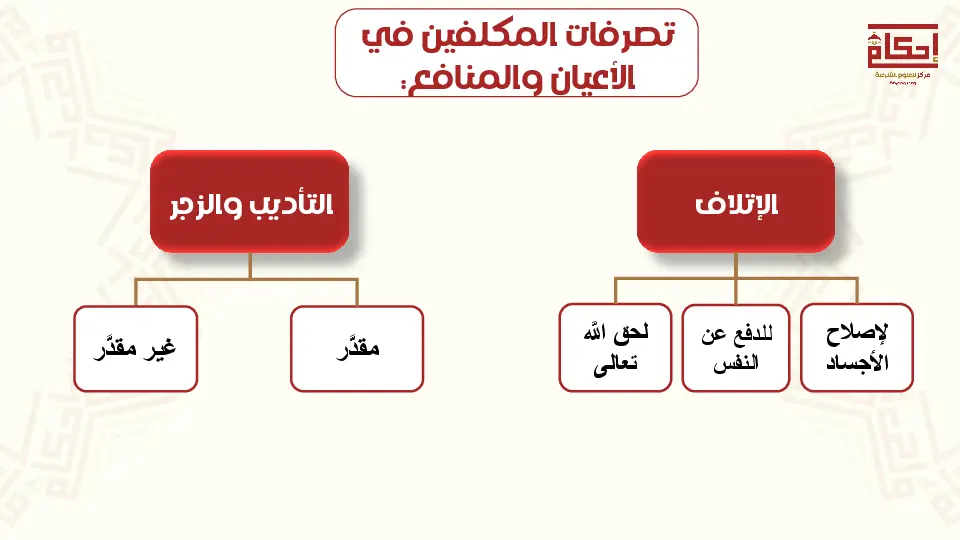 تصرفات المكلفين في
الأعيان والمنافع:
إحكام
مركز للعلوم الشرعية
الإتلاف
التأديب والزجر
لإصلاح
الأجساد
للدفع عن
النفس
لحق الله
تعالى
مقدَّر
غير مقدَّر